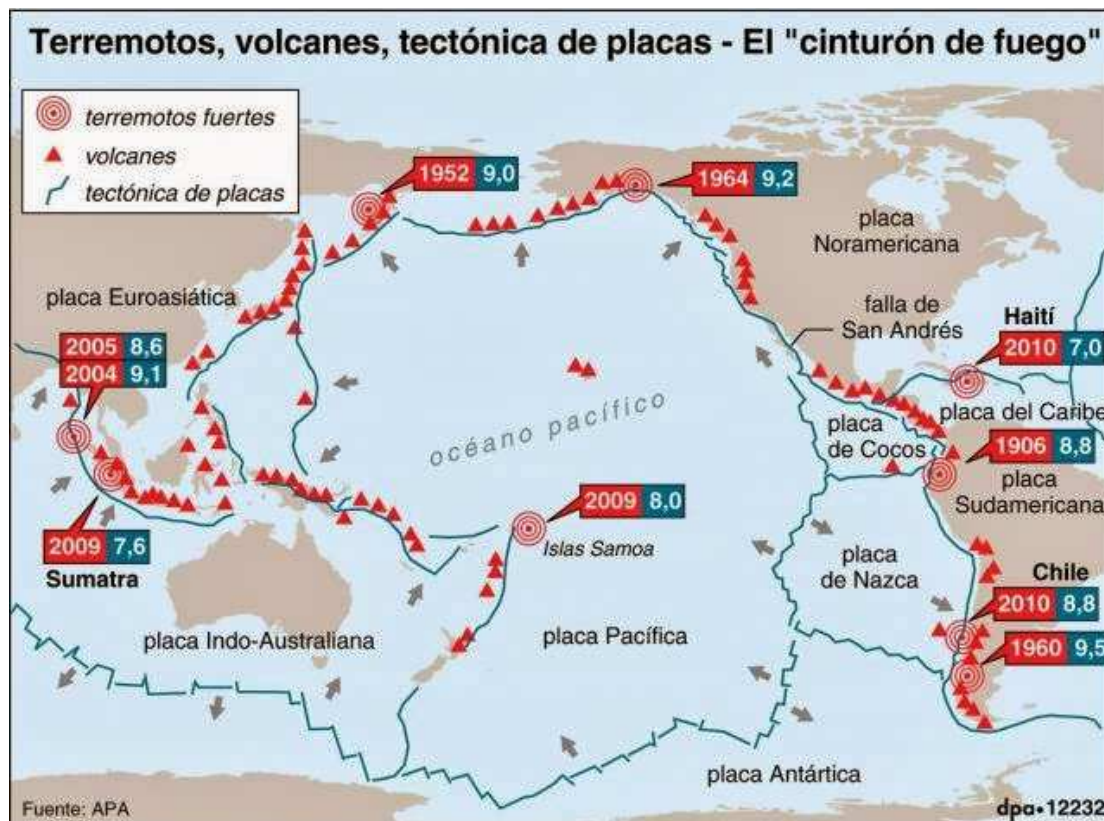 Terremotos, volcanes, tectónica de placas - El "cinturón de fuego"
terremotos fuertes
volcanes
tectónica de placas
1952 9,0
1964 9,2
placa
Noramericana
placa Euroasiática
falla de
San Andrés
Haití
2010 7,0
2005 8,6
2004 9,1
océano pacífico
placa del Caribe
placa
de Cocos
1906 8,8
placa
Sudamericana
2009 8,0
Islas Samoa
2009 7,6
Sumatra
placa
de Nazca
Chile
2010 8,8
1960 9,5
placa Indo-Australiana
placa Pacífica
placa Antártica
Fuente: APA
dpa•12232